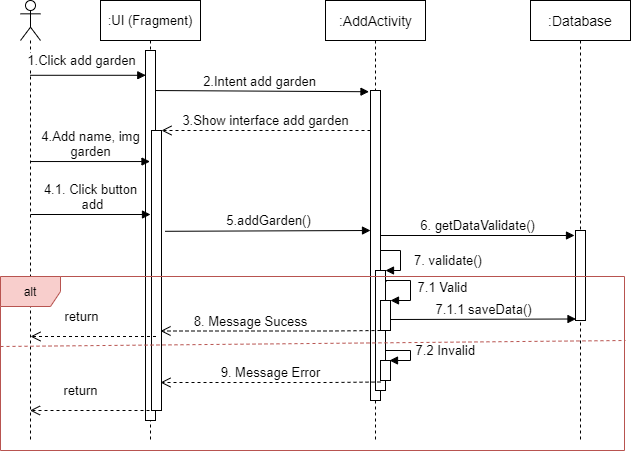 :UI (Fragment)
:AddActivity
:Database
1.Click add garden
2.Intent add garden
3.Show interface add garden
4.Add name, img
garden
4.1. Click button
add
5.addGarden()
6. getDataValidate()
7. validate()
alt
7.1 Valid
7.1.1 saveData()
8. Message Sucess
return
7.2 Invalid
9. Message Error
return